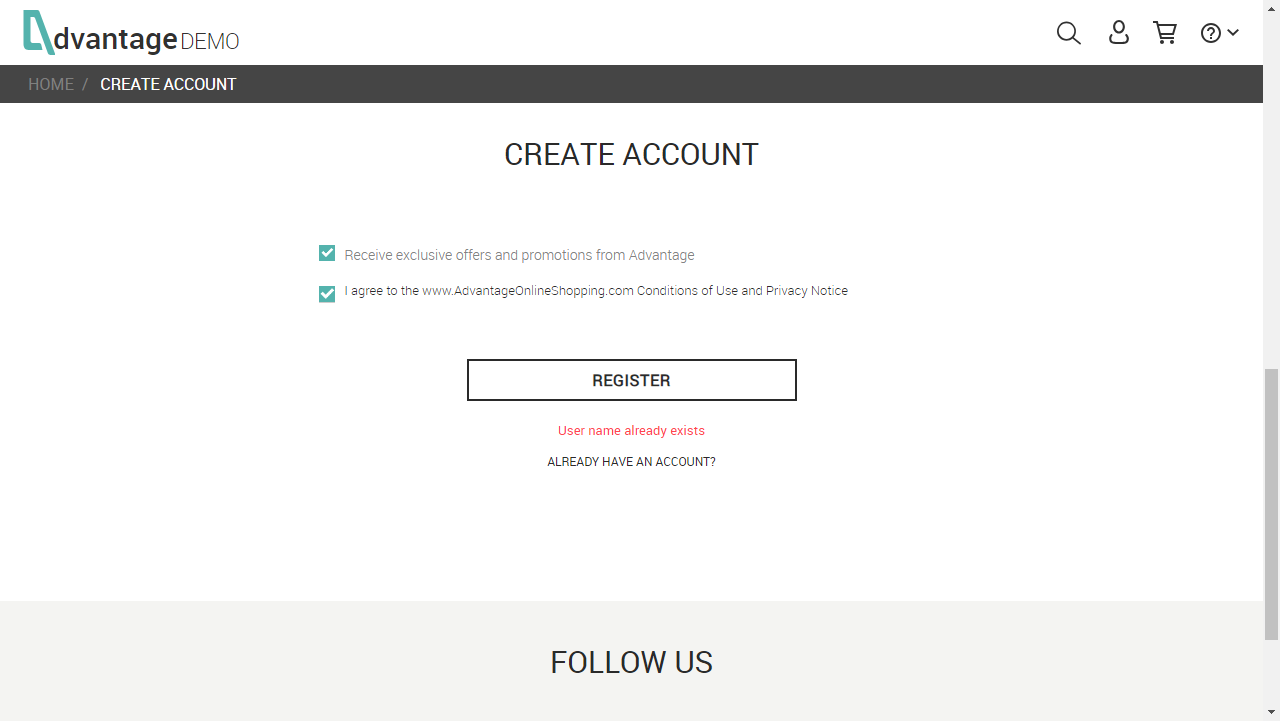 dvantage DEMO
HOME / CREATE ACCOUNT
CREATE ACCOUNT
Receive exclusive offers and promotions from Advantage
I agree to the www.AdvantageOnlineShopping.com Conditions of Use and Privacy Notice
REGISTER
User name already exists
ALREADY HAVE AN ACCOUNT?
FOLLOW US